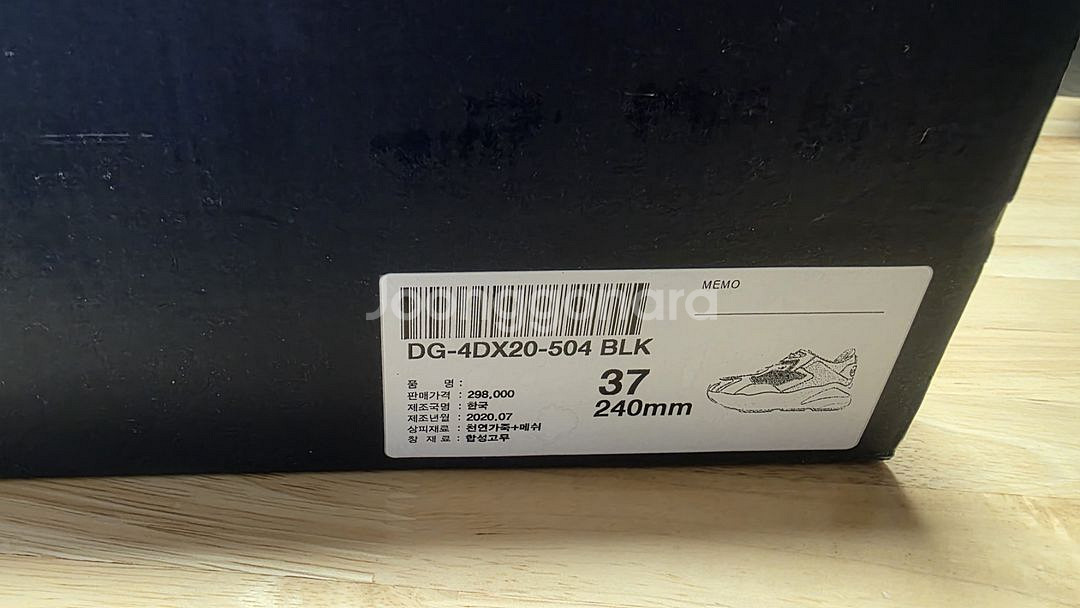 Joonggonara
MEMO
DG-4DX20-504 BLK
품 명 :
판매가격 : 298,000
제조국명 : 한국
제조년월 : 2020.07
상피재료 : 천연가죽+메쉬
창 재 료 : 합성고무
37
240mm